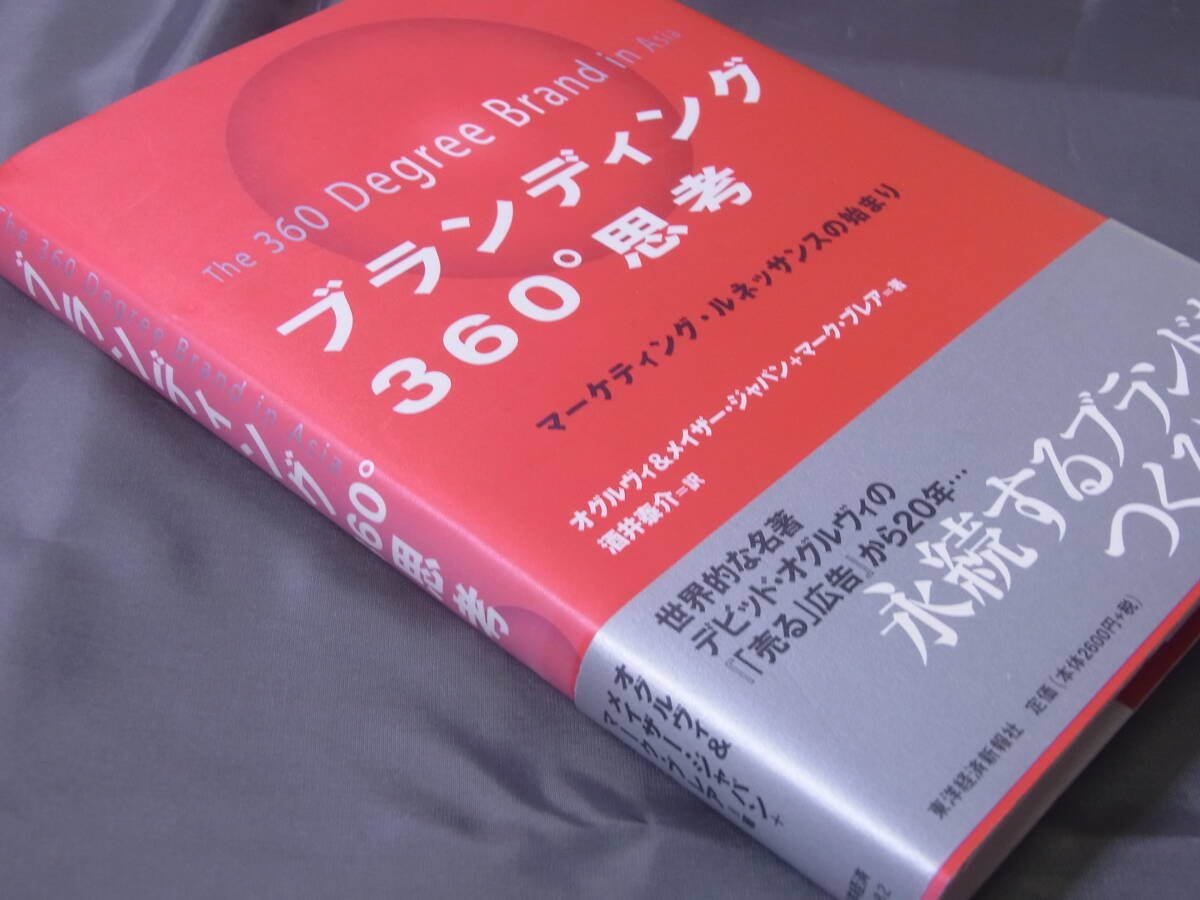 The 360 Degree Brand in Asia
ブランディング
360°思考
マーケティング・ルネッサンスの始まり
オグルヴィ&メイザー・ジャパン+マーク・ブレア=著
酒井泰介=訳
世界的な名著
デビッド・オグルヴィの
『「売る」広告』から20年…
永続するブランド
つく
東洋経済新報社 定価(本体2600円+税)
The 360 Degree Brand in Asia
ブランディング 360°思考
オグルヴィ&
メイザー・ジャパン+
マーク・ブレア=著